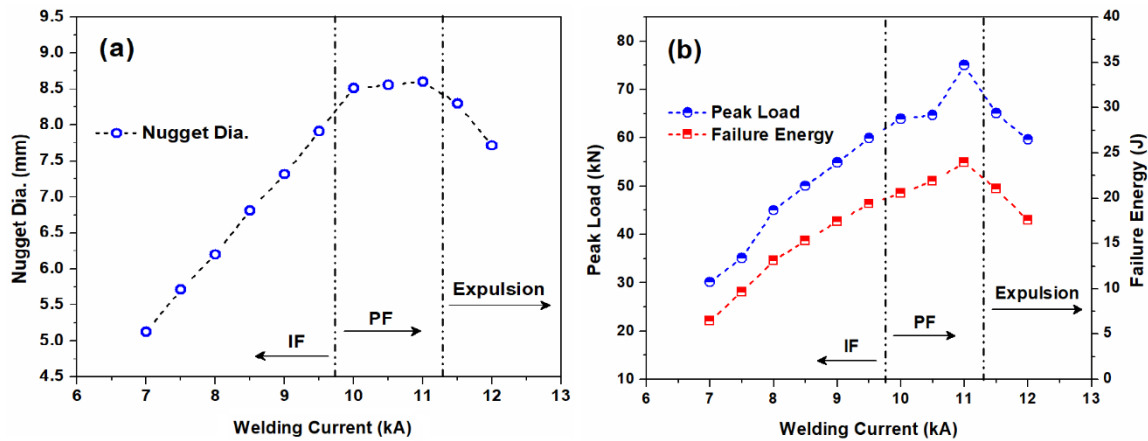 (a)
Nugget Dia. (mm)
9.5
9.0
8.5
8.0
7.5
7.0
6.5
6.0
5.5
5.0
4.5
Nugget Dia.
Expulsion
PF
IF
6 7 8 9 10 11 12 13
Welding Current (kA)
(b)
Peak Load (kN)
80
70
60
50
40
30
20
10
Peak Load
Failure Energy
Expulsion
PF
IF
40
35
30
25
20
15
10
5
0
Failure Energy (J)
6 7 8 9 10 11 12 13
Welding Current (kA)